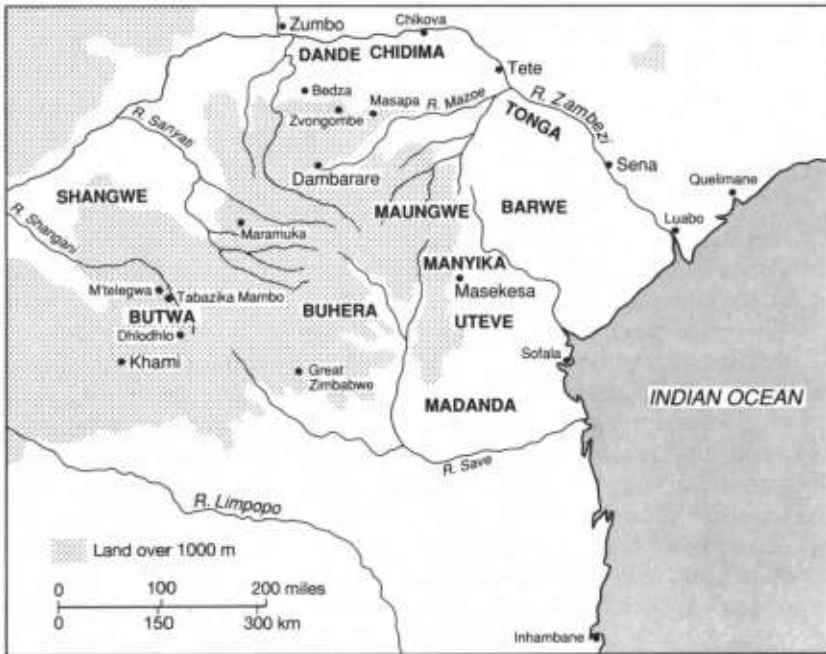 Zumbo
Chikova
DANDE CHIDIMA
Tete
Bedza
Masapa
R. Mazoe
R. Zambezi
Zvongombe
TONGA
R. Sanyati
Dambarare
Sena
Quelimane
SHANGWE
MAUNGWE
BARWE
Luabo
R. Shangani
Maramuka
MANYIKA
Masekesa
M'telegwa
Tabazika Mambo
BUHERA
UTEVE
BUTWA
Dhlodhlo
Sofala
Khami
Great
Zimbabwe
INDIAN OCEAN
MADANDA
R. Save
R. Limpopo
Land over 1000 m
0 100 200 miles
0 150 300 km
Inhambane